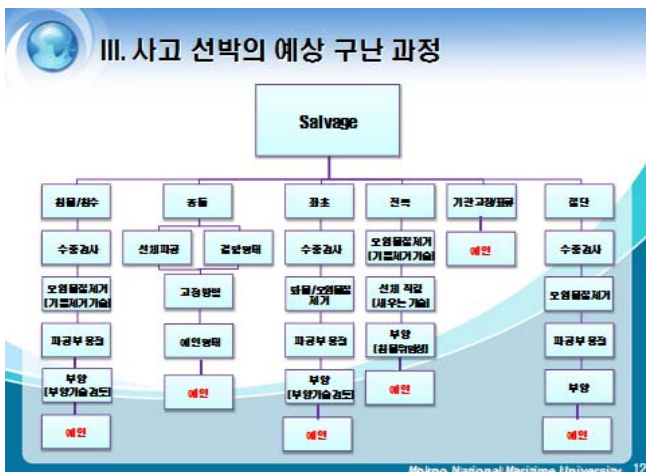 III. 사고 선박의 예상 구난 과정
Salvage
침몰/침수
충돌
좌초
전복
기관고장/표류
절단
수중검사
선체파공
결합형태
수중검사
오염물질제거
[기름제거기술]
예인
수중검사
오염물질제거
[기름제거기술]
고정방법
화물/오염물질
제거
선체 직립
[세우는 기술]
오염물질제거
파공부 용접
예인형태
파공부 용접
부양
[침몰위험성]
파공부 용접
부양
[부양기술검토]
예인
부양
[부양기술검토]
예인
부양
예인
예인
예인
Mokpo National Maritime University 12